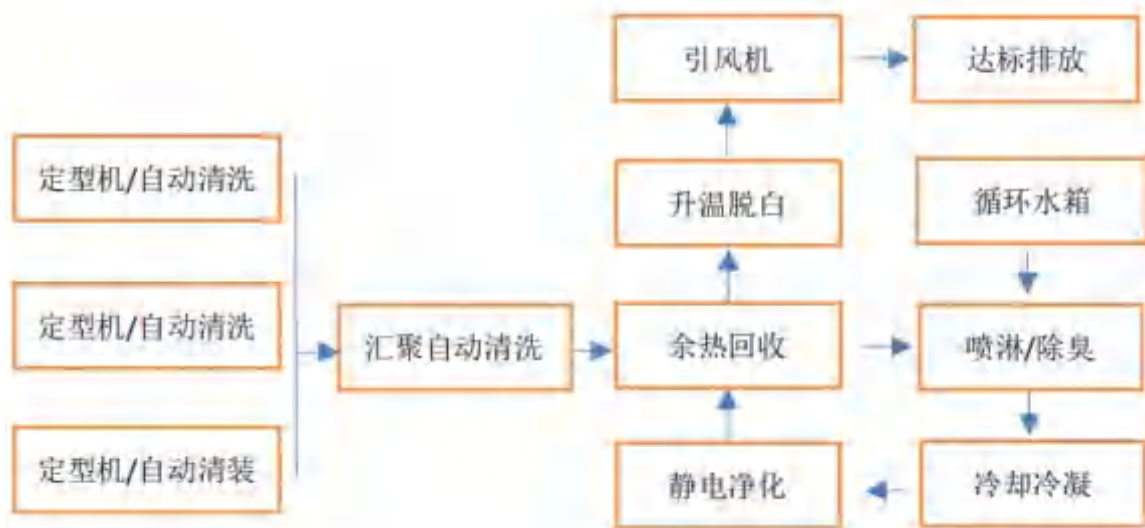 引风机
达标排放
定型机/自动清洗
升温脱白
循环水箱
定型机/自动清洗
汇聚自动清洗
余热回收
喷淋/除臭
定型机/自动清装
静电净化
冷却冷凝